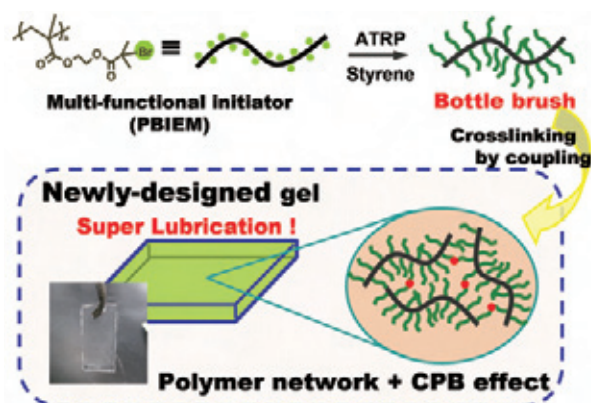 Br
ATRP
Styrene
Multi-functional initiator
(PBIEM)
Bottle brush
Crosslinking
by coupling
Newly-designed gel
Super Lubrication !
Polymer network + CPB effect